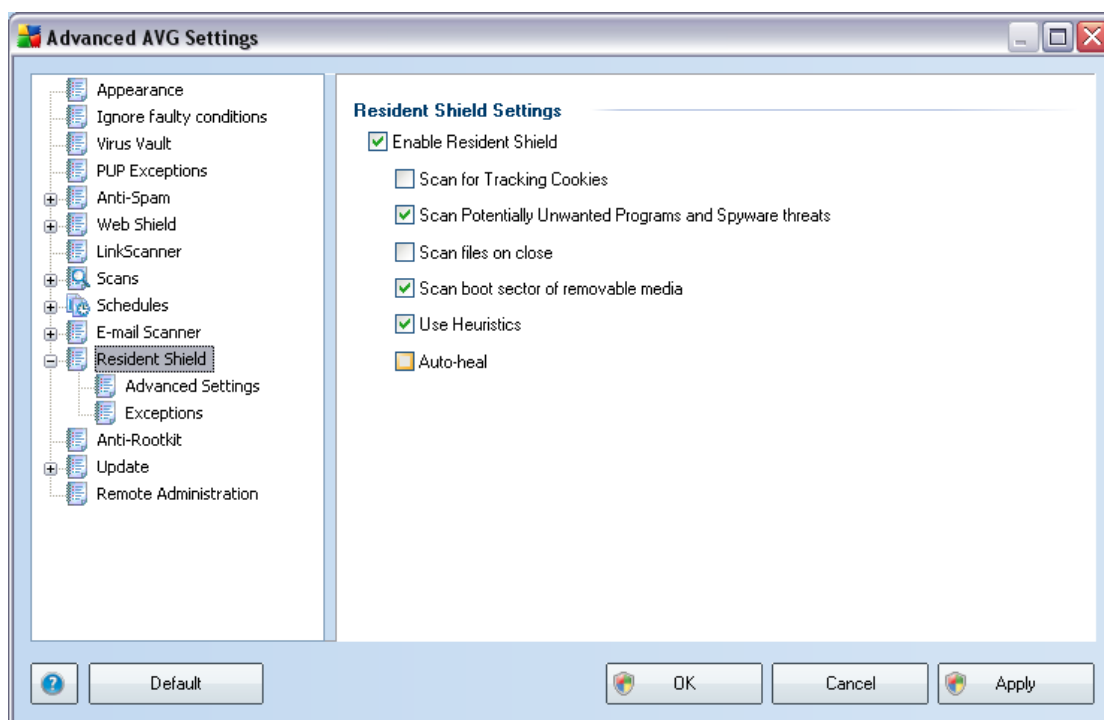 Advanced AVG Settings
Appearance
Ignore faulty conditions
Virus Vault
PUP Exceptions
Anti-Spam
Web Shield
LinkScanner
Scans
Schedules
E-mail Scanner
Resident Shield
Advanced Settings
Exceptions
Anti-Rootkit
Update
Remote Administration
Resident Shield Settings
Enable Resident Shield
Scan for Tracking Cookies
Scan Potentially Unwanted Programs and Spyware threats
Scan files on close
Scan boot sector of removable media
Use Heuristics
Auto-heal
? Default OK Cancel Apply